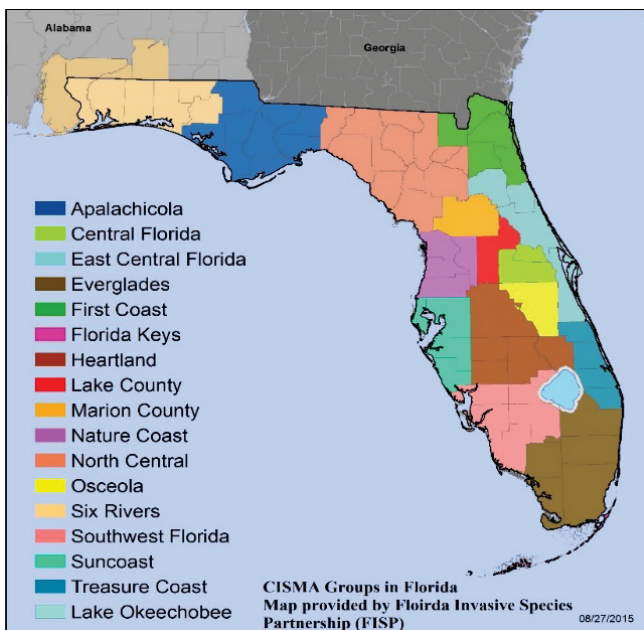 Alabama
Georgia
Apalachicola
Central Florida
East Central Florida
Everglades
First Coast
Florida Keys
Heartland
Lake County
Marion County
Nature Coast
North Central
Osceola
Six Rivers
Southwest Florida
Suncoast
Treasure Coast
Lake Okeechobee
CISMA Groups in Florida
Map provided by Floirda Invasive Species
Partnership (FISP)
08/27/2015